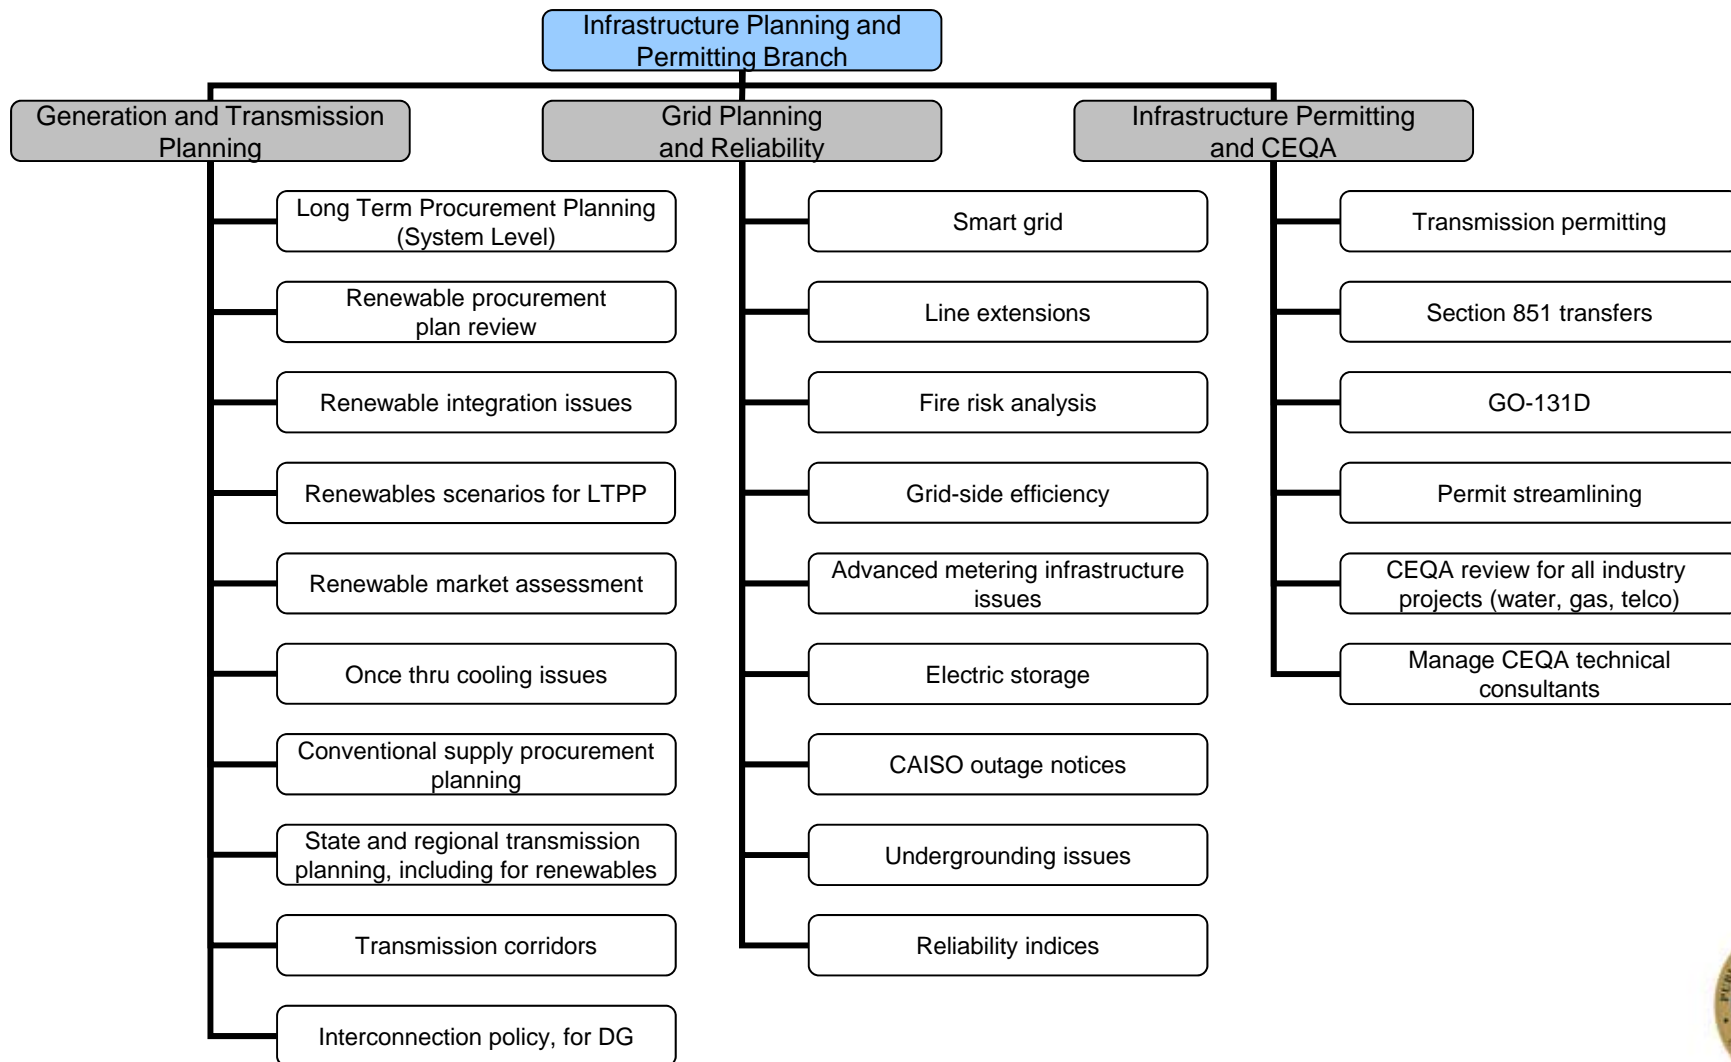 Infrastructure Planning and
Permitting Branch
Generation and Transmission
Planning
Grid Planning
and Reliability
Infrastructure Permitting
and CEQA
Long Term Procurement Planning
(System Level)
Renewable procurement
plan review
Renewable integration issues
Renewables scenarios for LTPP
Renewable market assessment
Once thru cooling issues
Conventional supply procurement
planning
State and regional transmission
planning, including for renewables
Transmission corridors
Interconnection policy, for DG
Smart grid
Line extensions
Fire risk analysis
Grid-side efficiency
Advanced metering infrastructure
issues
Electric storage
CAISO outage notices
Undergrounding issues
Reliability indices
Transmission permitting
Section 851 transfers
GO-131D
Permit streamlining
CEQA review for all industry
projects (water, gas, telco)
Manage CEQA technical
consultants